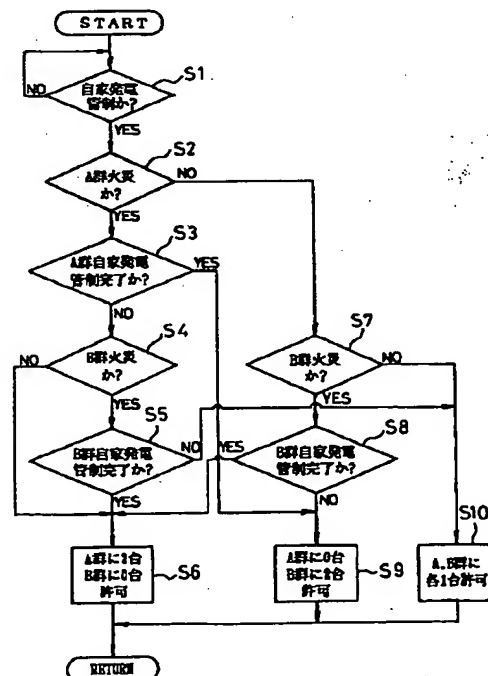 START
自家発電
管制か?
S1
NO
YES
A群火災
か?
S2
NO
YES
A群自家発電
管制完了か?
S3
YES
NO
B群火災
か?
S4
NO
YES
B群火災
か?
S7
NO
YES
B群自家発電
管制完了か?
S5
NO
YES
B群自家発電
管制完了か?
S8
YES
NO
A群に2台
B群に0台
許可
S6
A群に0台
B群に2台
許可
S9
A.B群に
各1台許可
S10
RETURN